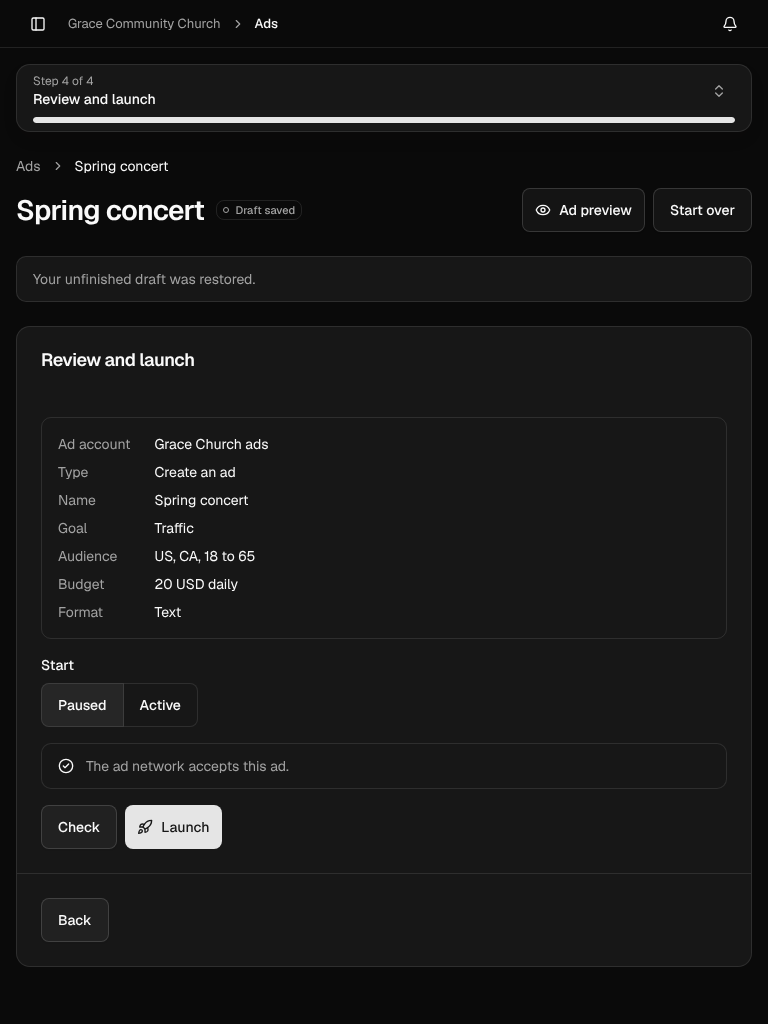 Grace Community Church > Ads
Step 4 of 4
Review and launch
Ads > Spring concert
Spring concert
Draft saved
Ad preview
Start over
Your unfinished draft was restored.
Review and launch
Ad account Grace Church ads
Type Create an ad
Name Spring concert
Goal Traffic
Audience US, CA, 18 to 65
Budget 20 USD daily
Format Text
Start
Paused Active
The ad network accepts this ad.
Check Launch
Back